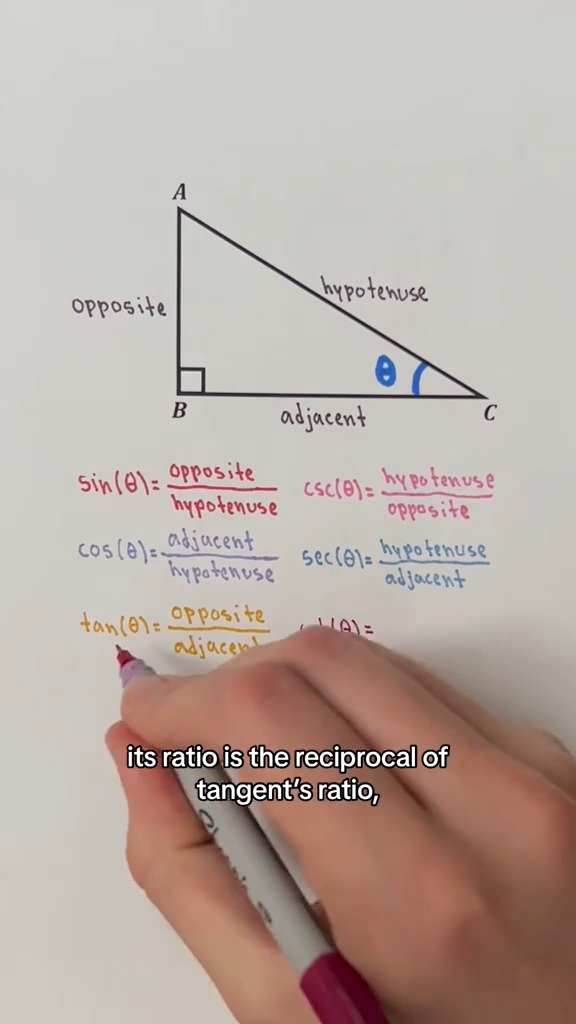 A
opposite
hypotenuse
θ
B
adjacent
C
sin(θ)= opposite
hypotenuse
csc(θ)= hypotenuse
opposite
cos(θ)= adjacent
hypotenuse
sec(θ)= hypotenuse
adjacent
tan(θ)= opposite
adjacent
(θ)=
its ratio is the reciprocal of
tangent's ratio,